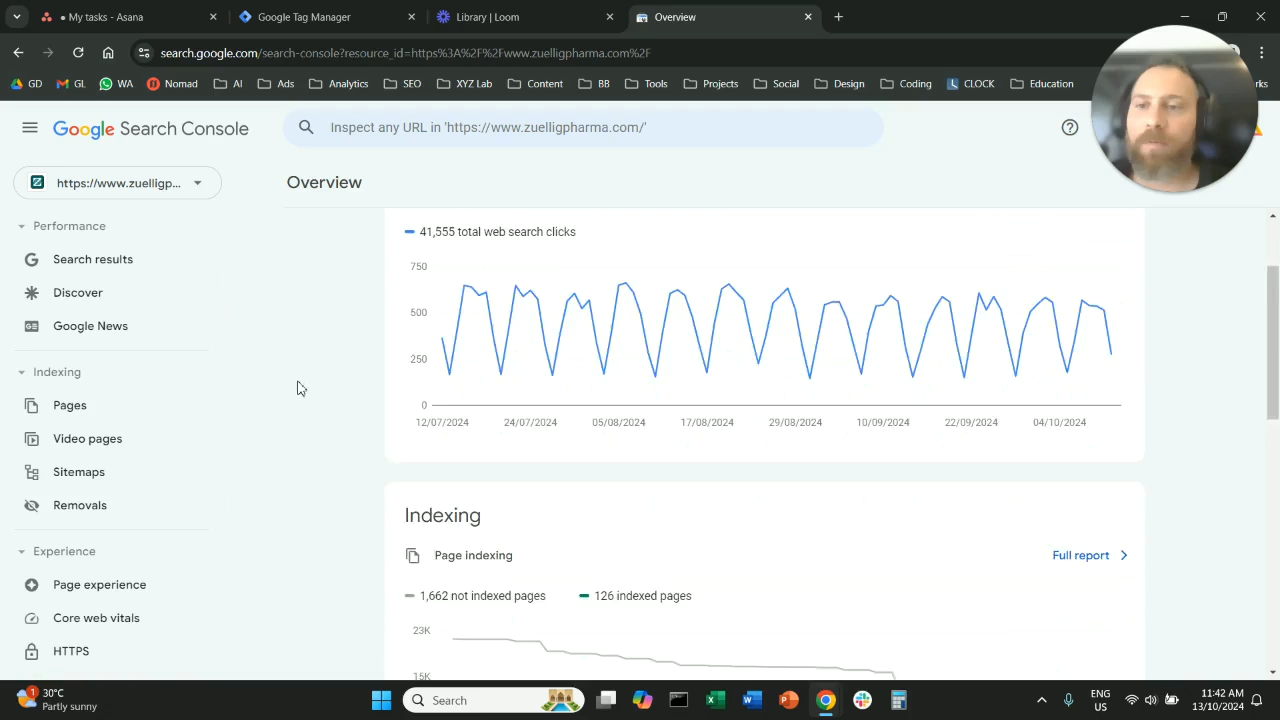 My tasks - Asana
Google Tag Manager
Library | Loom
Overview
search.google.com/search-console?resource_id=https%3A%2F%2Fwww.zuelligpharma.com%2F
GD
GL
WA
Nomad
AI
Ads
Analytics
SEO
XYZ Lab
Content
BB
Tools
Projects
Social
Design
Coding
CLOCK
Education
Google Search Console
Inspect any URL in 'https://www.zuelligpharma.com/'
https://www.zuelligp...
Overview
Performance
Search results
Discover
Google News
Indexing
Pages
Video pages
Sitemaps
Removals
Experience
Page experience
Core web vitals
HTTPS
41,555 total web search clicks
750
500
250
0
12/07/2024 24/07/2024 05/08/2024 17/08/2024 29/08/2024 10/09/2024 22/09/2024 04/10/2024
Indexing
Page indexing
Full report
1,662 not indexed pages
126 indexed pages
23K
15K
1
30°C
Partly sunny
Search
ENG
US
11:42 AM
13/10/2024